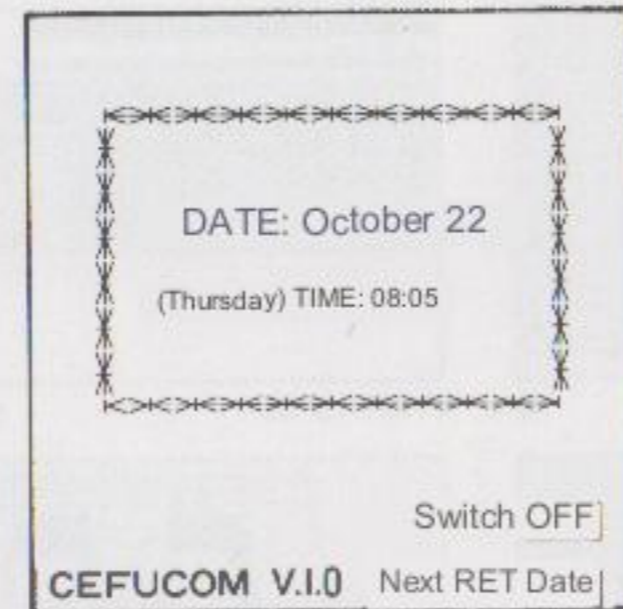 DATE: October 22
(Thursday) TIME: 08:05
Switch OFF
CEFUCOM V.I.0 Next RET Date